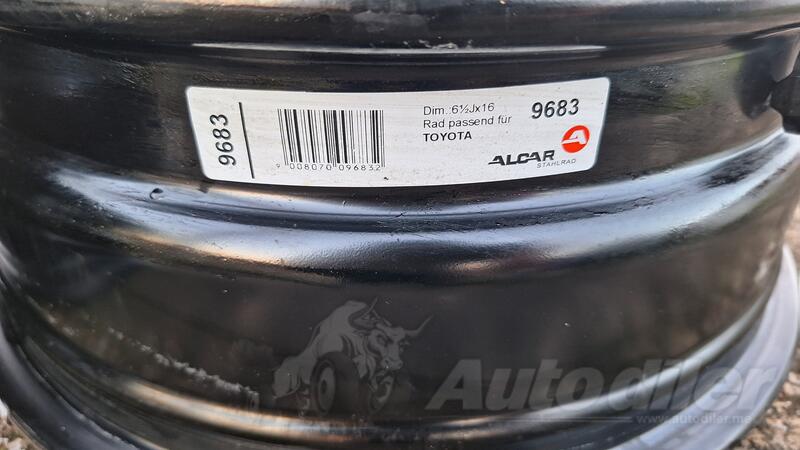 9683
9 008070 096832
Dim.:6½Jx16
Rad passend für
TOYOTA
9683
ALCAR
STAHLRAD
Autodiler
www.autodiler.me